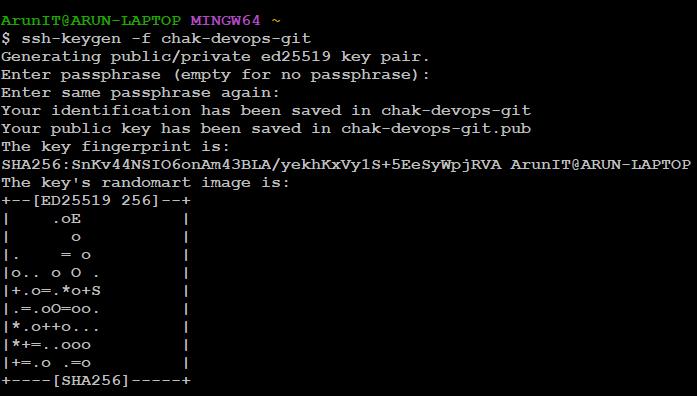 ArunIT@ARUN-LAPTOP MINGW64 ~
$ ssh-keygen -f chak-devops-git
Generating public/private ed25519 key pair.
Enter passphrase (empty for no passphrase):
Enter same passphrase again:
Your identification has been saved in chak-devops-git
Your public key has been saved in chak-devops-git.pub
The key fingerprint is:
SHA256:SnKv44NSIO6onAm43BLA/yekhKxVy1S+5EeSyWpjRVA ArunIT@ARUN-LAPTOP
The key's randomart image is:
+--[ED25519 256]--+
|    .oE          |
|      o          |
|.    = o         |
|o.. o O .        |
|+.o=.*o+S        |
|.=.oO=oo.        |
|*.o++o...        |
|*+=..ooo         |
|+=.o .=o         |
+----[SHA256]-----+